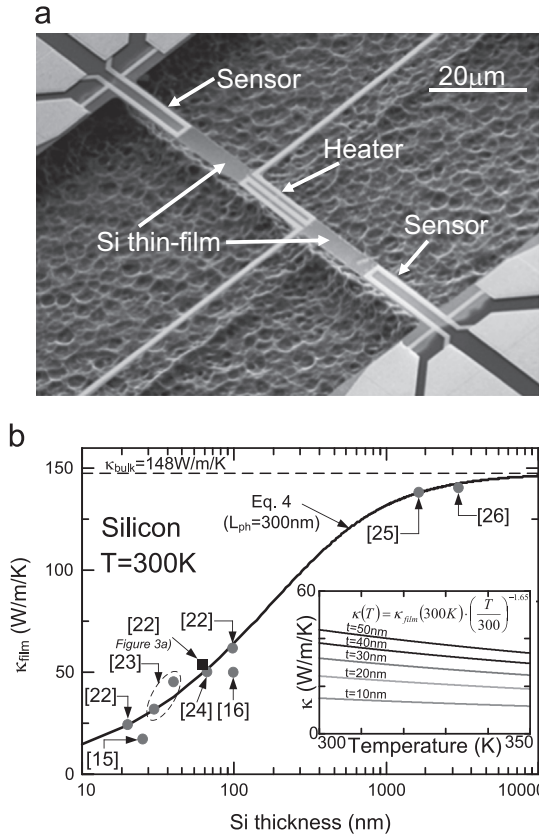 a
Sensor
20μm
Heater
Si thin-film
Sensor
b
κbulk=148W/m/K
150
Silicon
T=300K
Eq. 4
(Lph=300nm)
[25]
[26]
100
κfilm (W/m/K)
50
0
[22]
Figure 3a)
[22]
[23]
[22]
[24]
[16]
[15]
60
κ(T) = κfilm(300K)·(T/300)^-1.65
t=50nm
t=40nm
t=30nm
t=20nm
t=10nm
κ (W/m/K)
0
300
Temperature (K)
350
10
100
1000
10000
Si thickness (nm)